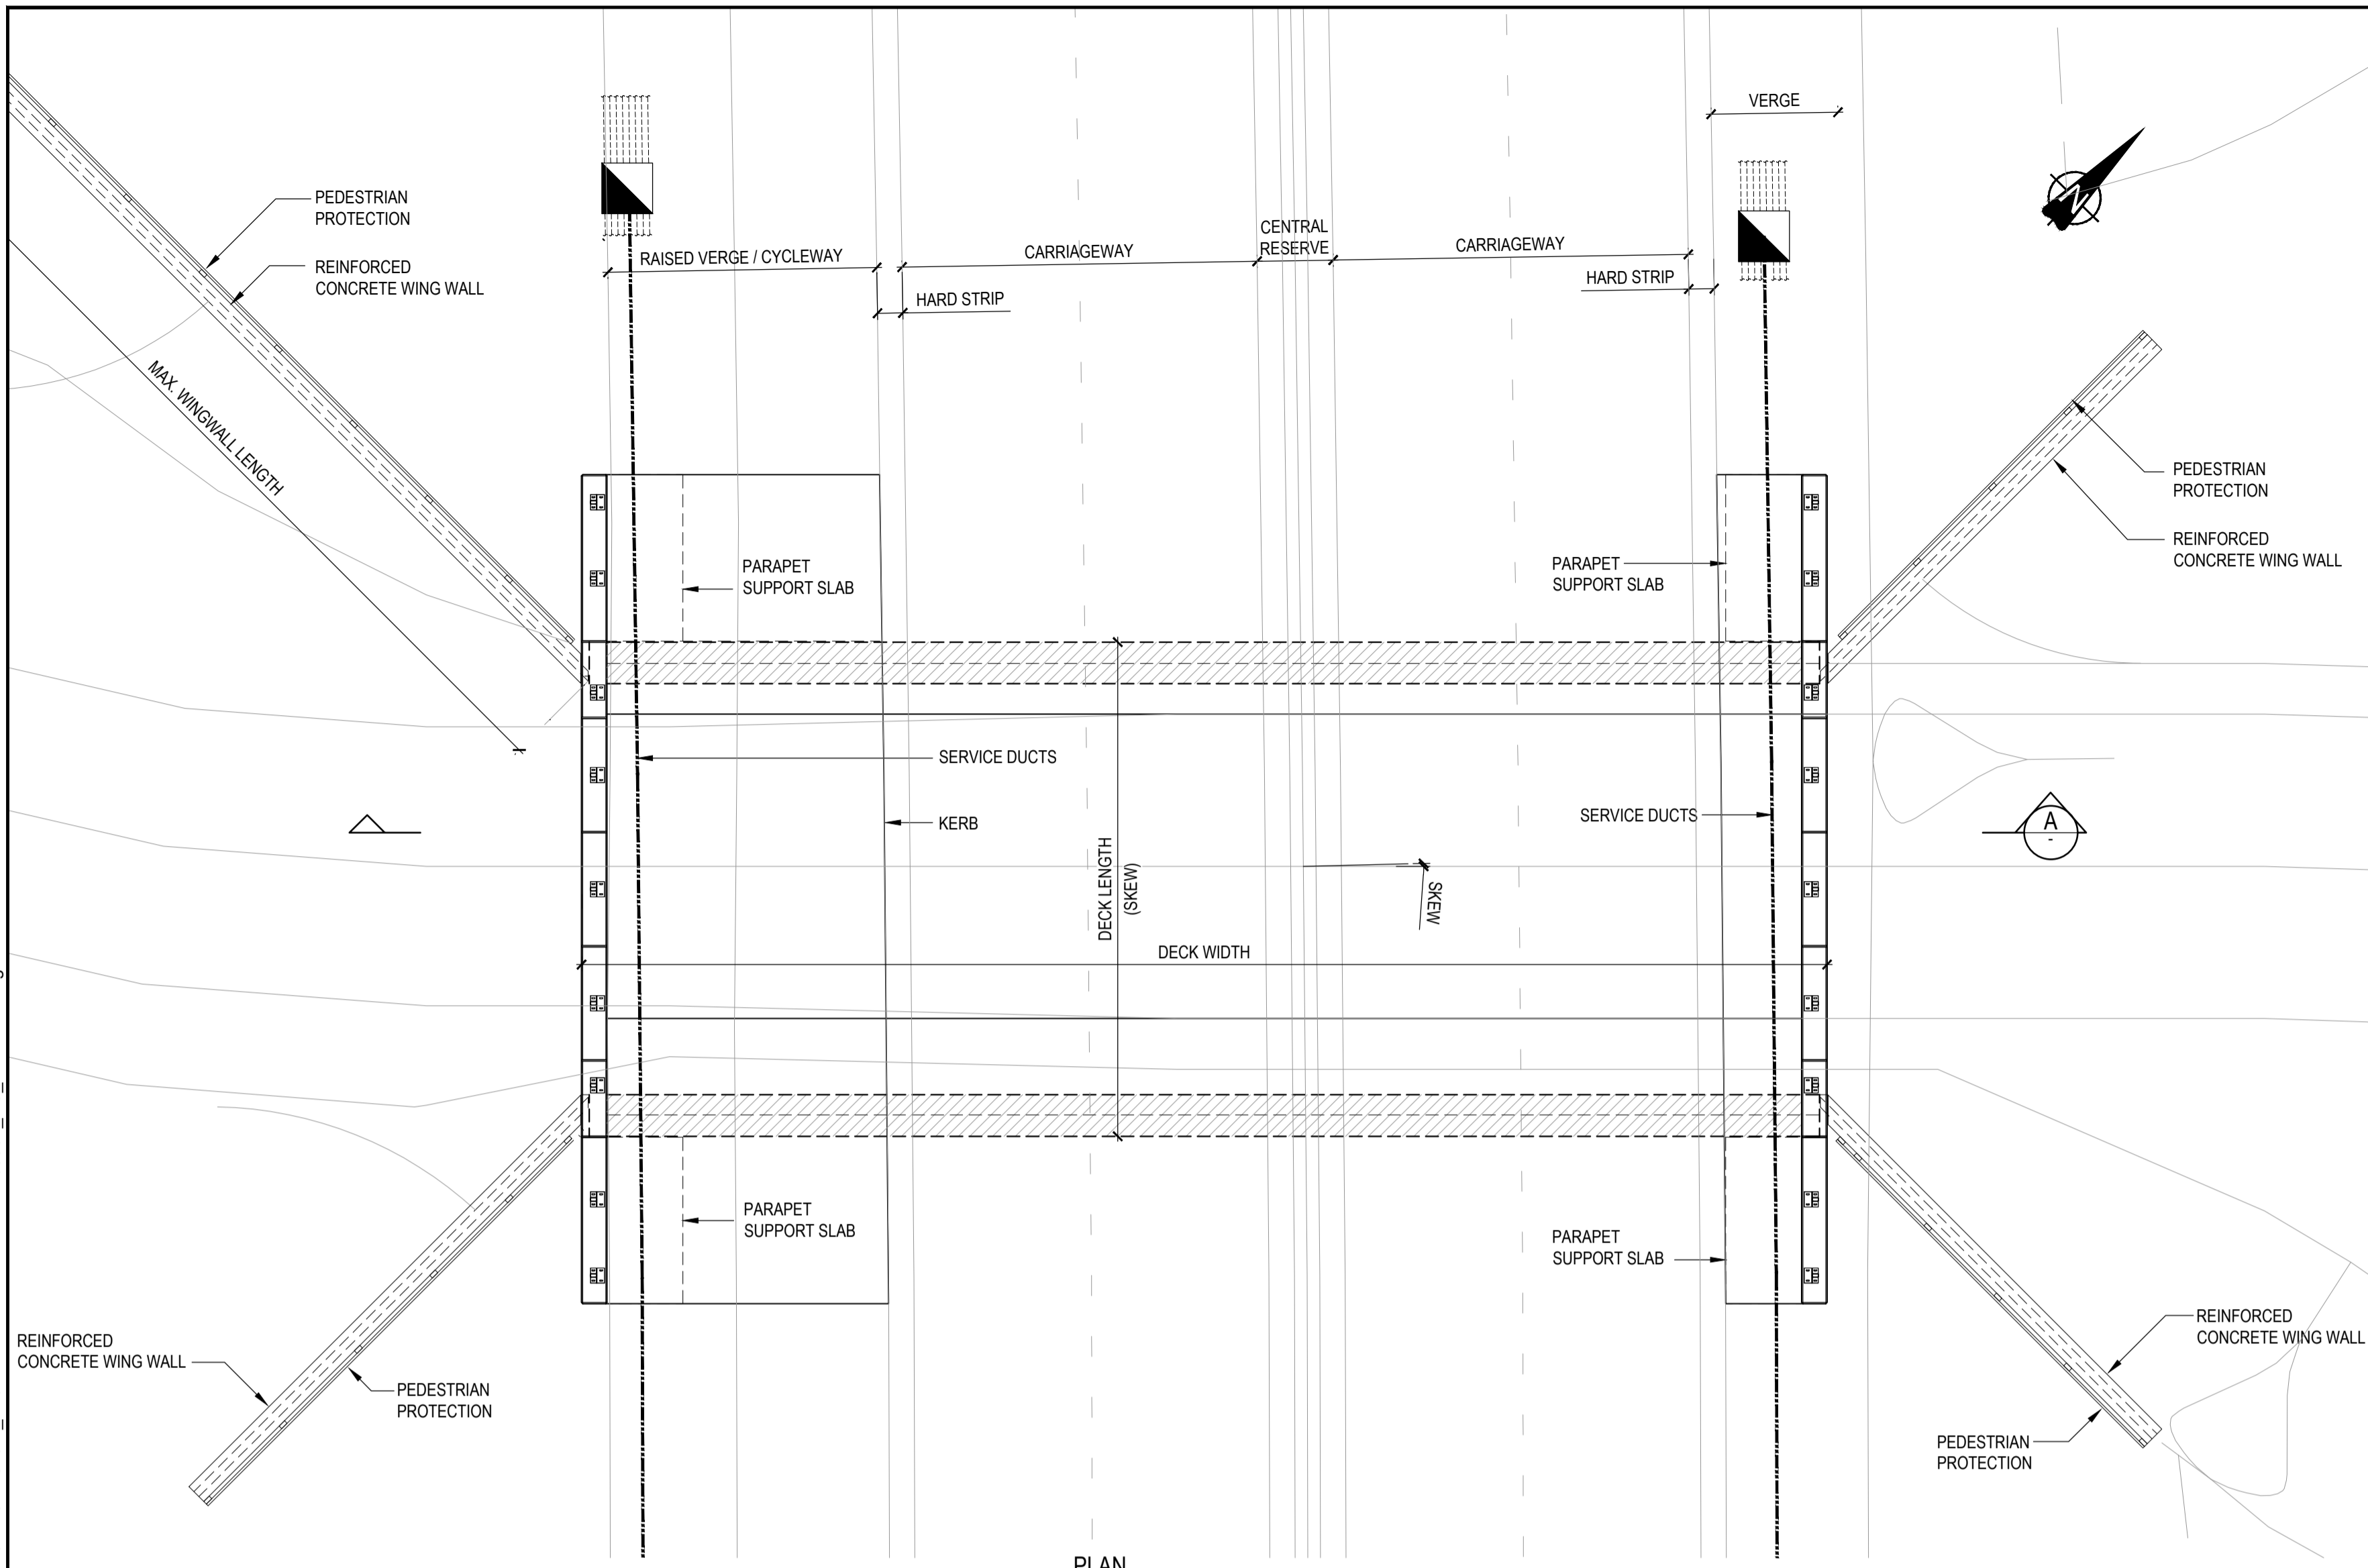 VERGE
PEDESTRIAN
PROTECTION
REINFORCED
CONCRETE WING WALL
RAISED VERGE / CYCLEWAY
HARD STRIP
CARRIAGEWAY
CENTRAL
RESERVE
CARRIAGEWAY
HARD STRIP
N
MAX. WINGWALL LENGTH
PEDESTRIAN
PROTECTION
REINFORCED
CONCRETE WING WALL
PARAPET
SUPPORT SLAB
PARAPET
SUPPORT SLAB
SERVICE DUCTS
KERB
SERVICE DUCTS
A
-
DECK LENGTH
(SKEW)
SKEW
DECK WIDTH
PARAPET
SUPPORT SLAB
PARAPET
SUPPORT SLAB
REINFORCED
CONCRETE WING WALL
PEDESTRIAN
PROTECTION
REINFORCED
CONCRETE WING WALL
PEDESTRIAN
PROTECTION
PLAN